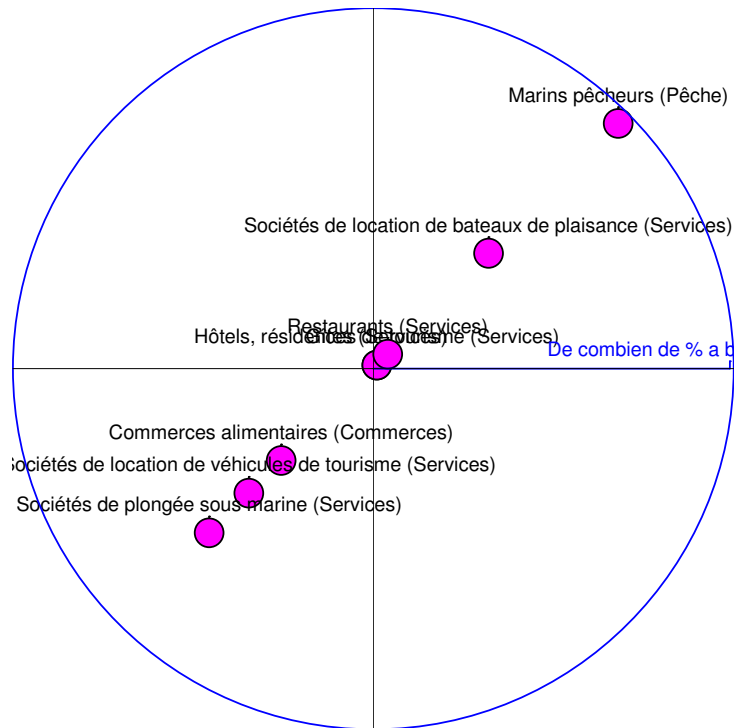 Marins pêcheurs (Pêche)
Sociétés de location de bateaux de plaisance (Services)
Restaurants (Services)
Hôtels, résidences de tourisme (Services)
(Services)
De combien de % a b
Commerces alimentaires (Commerces)
Sociétés de location de véhicules de tourisme (Services)
Sociétés de plongée sous marine (Services)